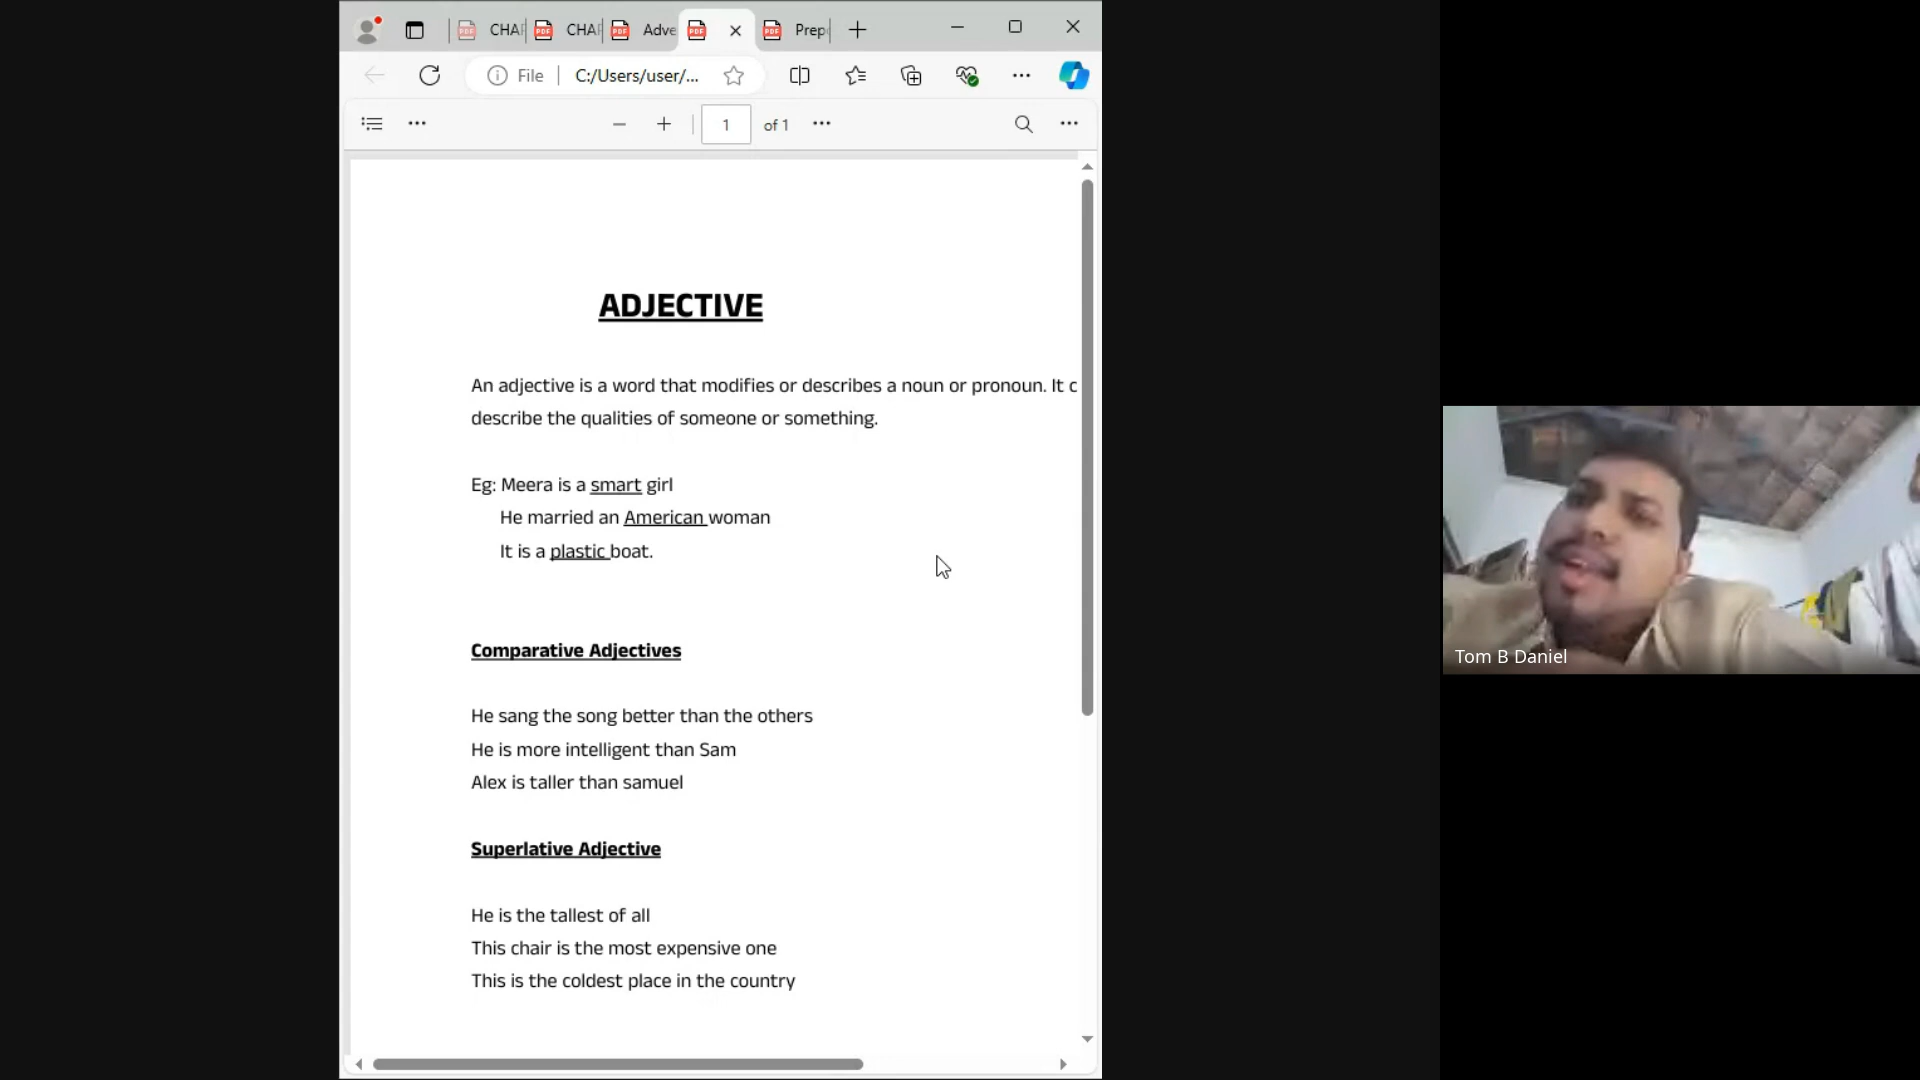 CHA
CHA
Adve
Prep
File
C:/Users/user/...
1
of 1
ADJECTIVE
An adjective is a word that modifies or describes a noun or pronoun. It c
describe the qualities of someone or something.
Eg: Meera is a smart girl
He married an American woman
It is a plastic boat.
Comparative Adjectives
He sang the song better than the others
He is more intelligent than Sam
Alex is taller than samuel
Superlative Adjective
He is the tallest of all
This chair is the most expensive one
This is the coldest place in the country
Tom B Daniel